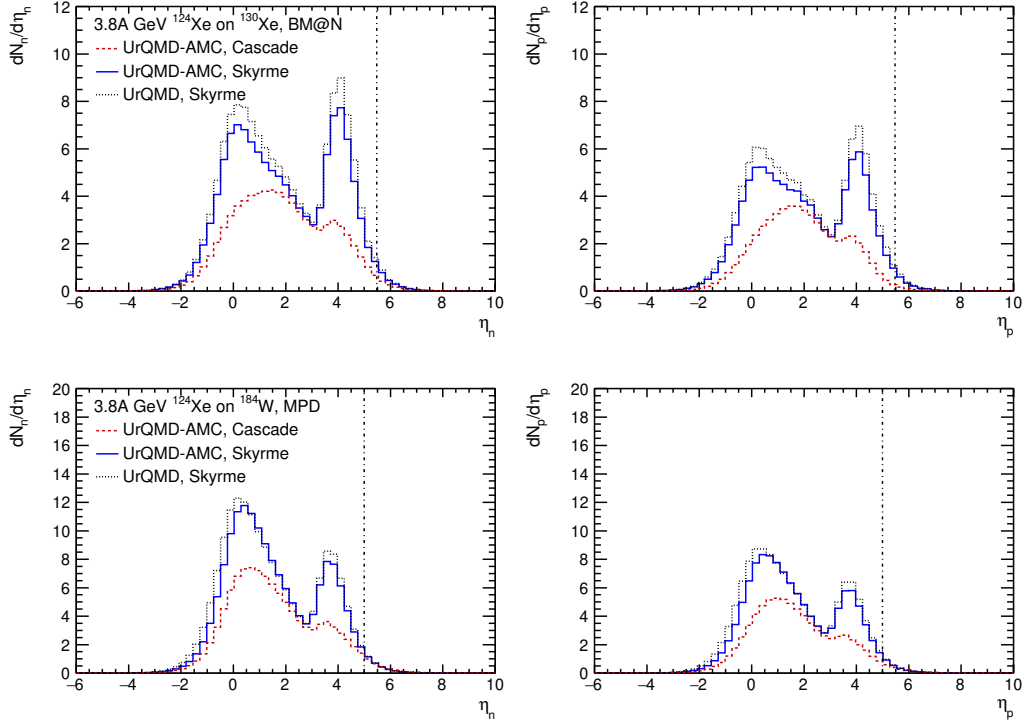 3.8A GeV ¹²⁴Xe on ¹³⁰Xe, BM@N
UrQMD-AMC, Cascade
UrQMD-AMC, Skyrme
UrQMD, Skyrme
dNₙ/dηₙ
0 2 4 6 8 10 12
−6 −4 −2 0 2 4 6 8 10
ηₙ
dNₚ/dηₚ
0 2 4 6 8 10 12
−6 −4 −2 0 2 4 6 8 10
ηₚ
3.8A GeV ¹²⁴Xe on ¹⁸⁴W, MPD
UrQMD-AMC, Cascade
UrQMD-AMC, Skyrme
UrQMD, Skyrme
dNₙ/dηₙ
0 2 4 6 8 10 12 14 16 18 20
−6 −4 −2 0 2 4 6 8 10
ηₙ
dNₚ/dηₚ
0 2 4 6 8 10 12 14 16 18 20
−6 −4 −2 0 2 4 6 8 10
ηₚ